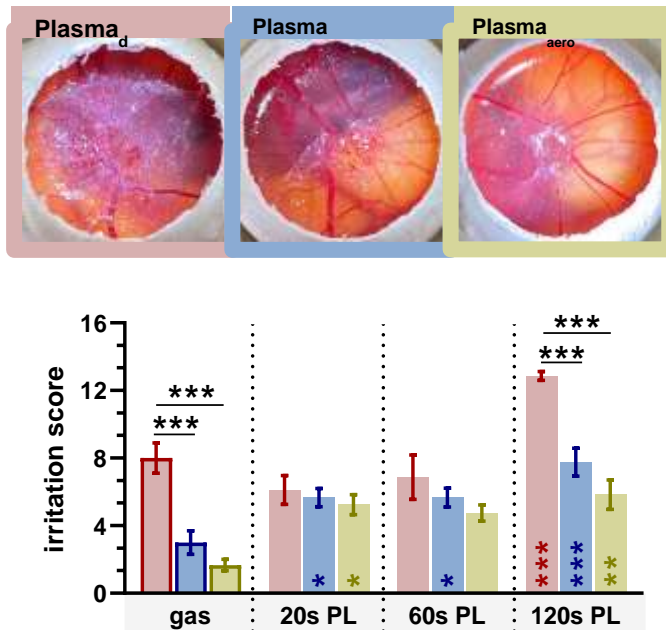 Plasmad
Plasma
Plasmaaero
16
12
8
4
0
irritation score
***
***
***
***
*
*
*
***
***
**
gas
20s PL
60s PL
120s PL